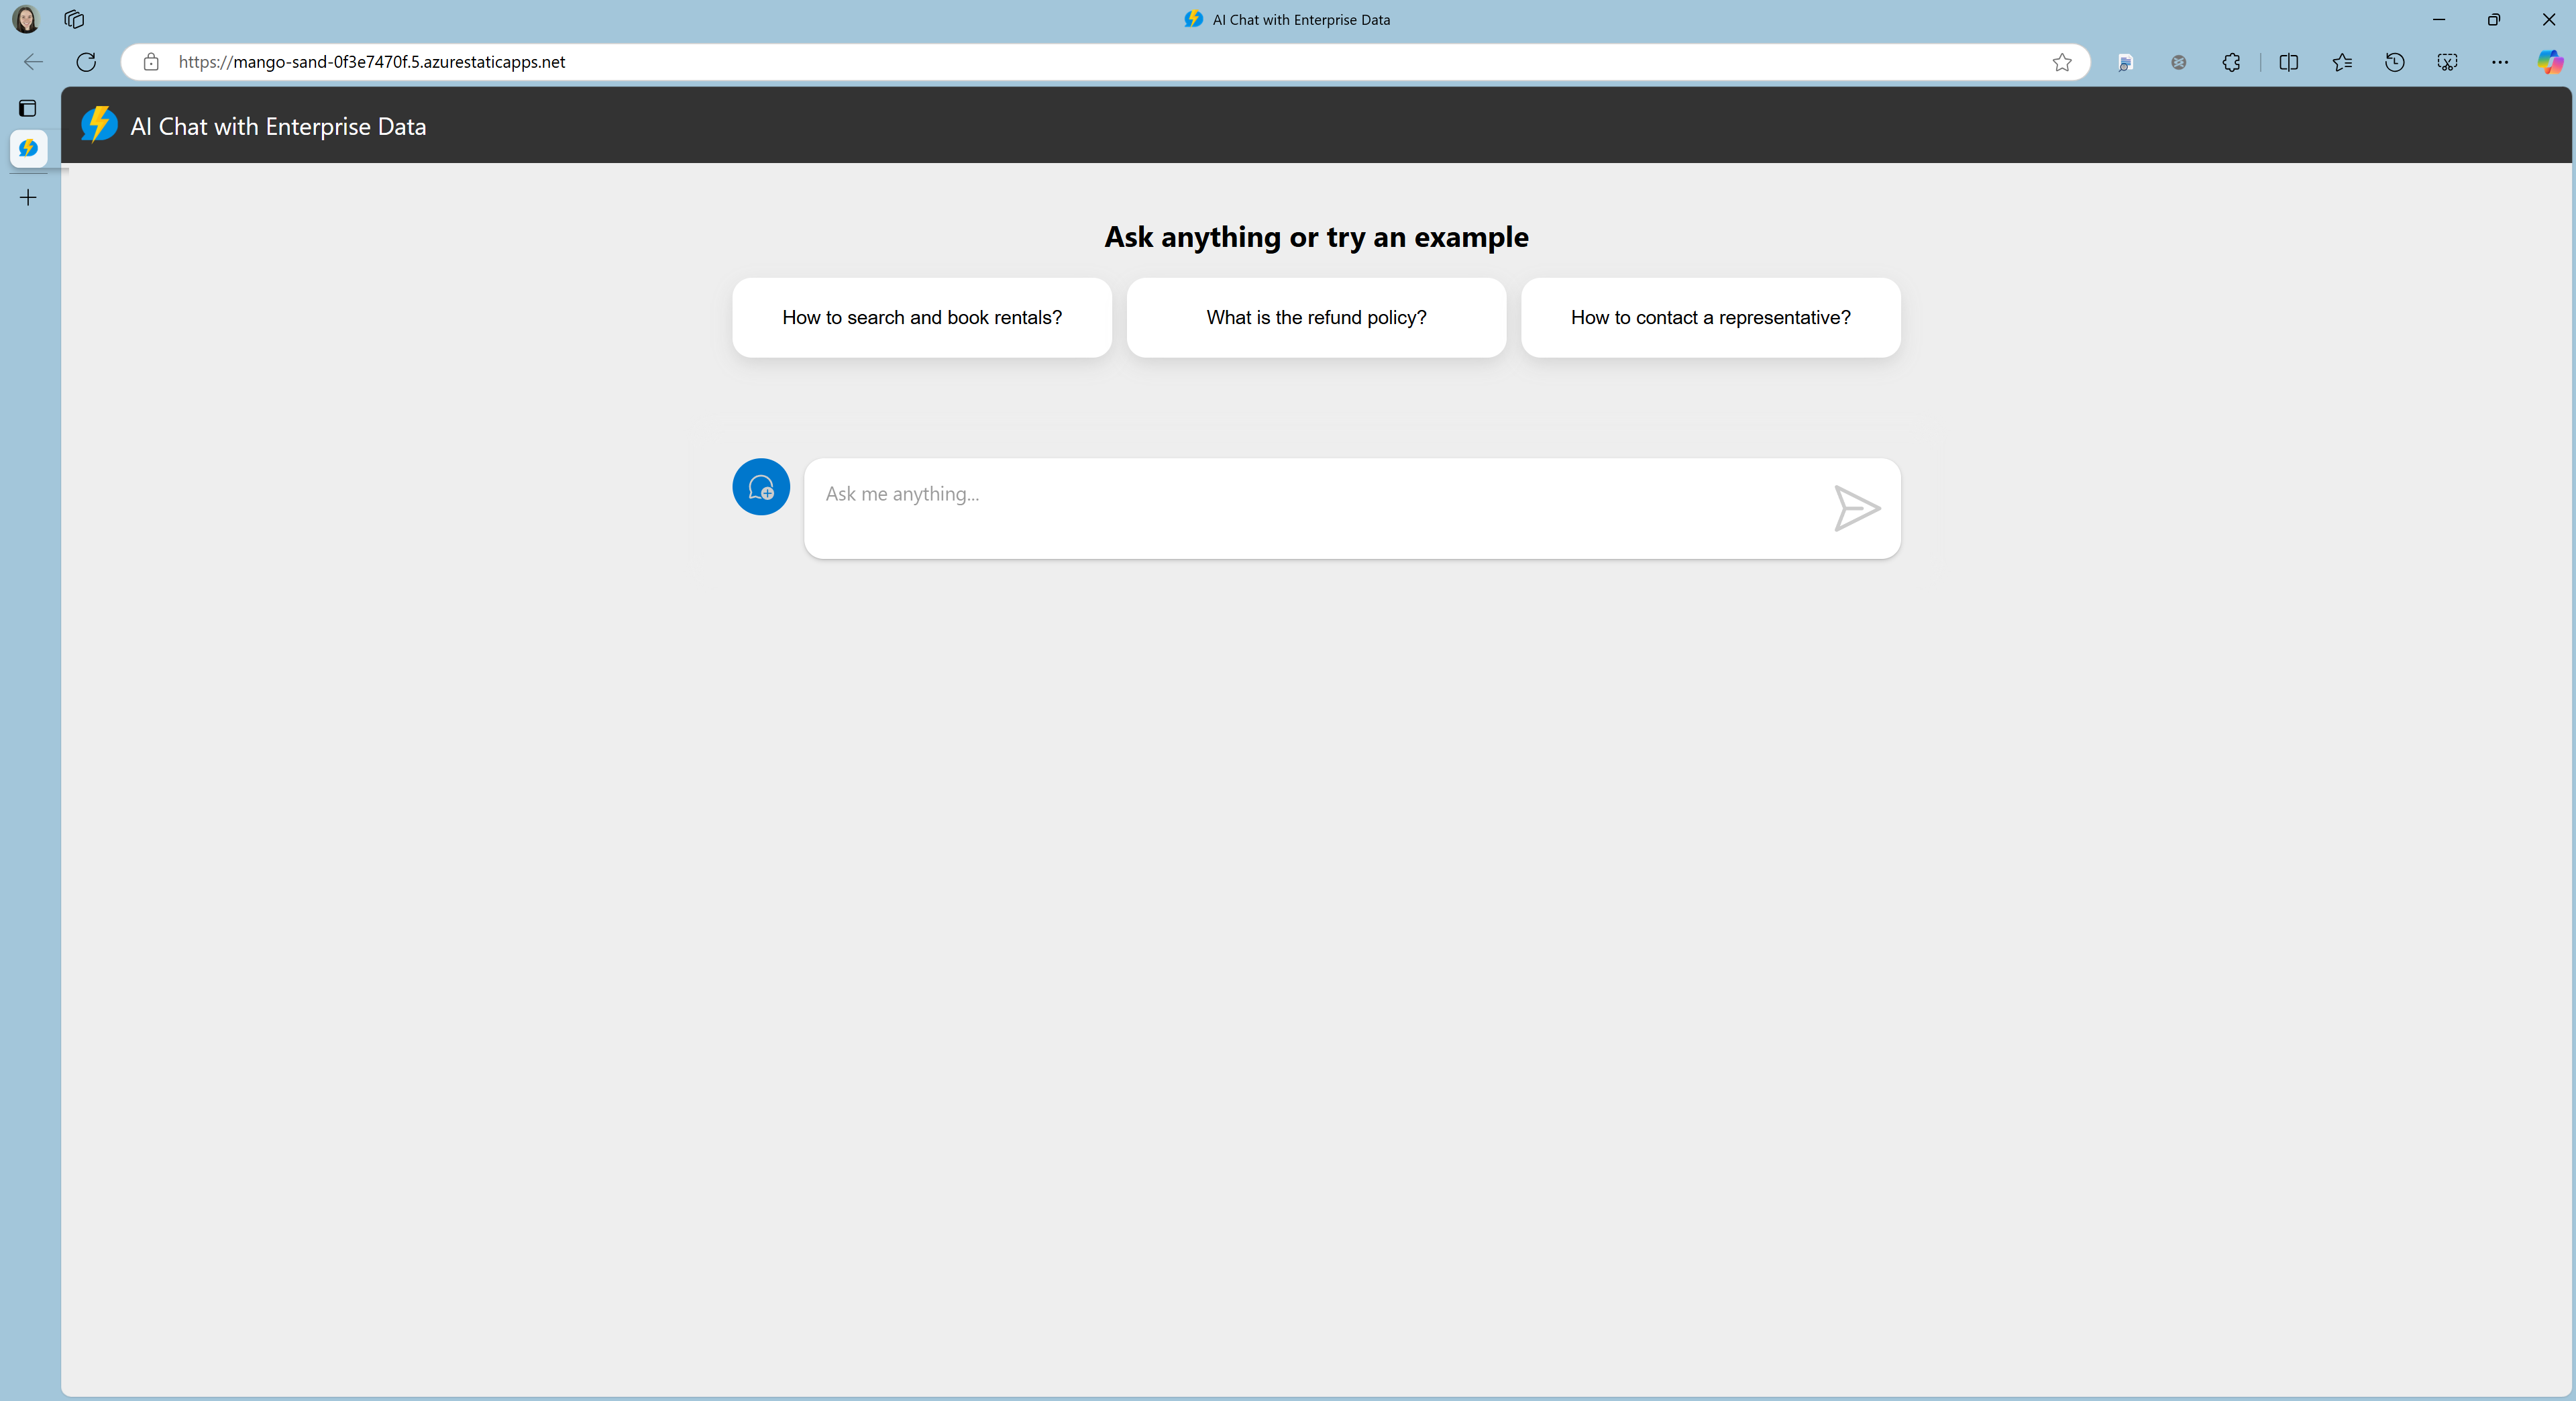 AI Chat with Enterprise Data
https://mango-sand-0f3e7470f.5.azurestaticapps.net
AI Chat with Enterprise Data
Ask anything or try an example
How to search and book rentals?
What is the refund policy?
How to contact a representative?
Ask me anything...